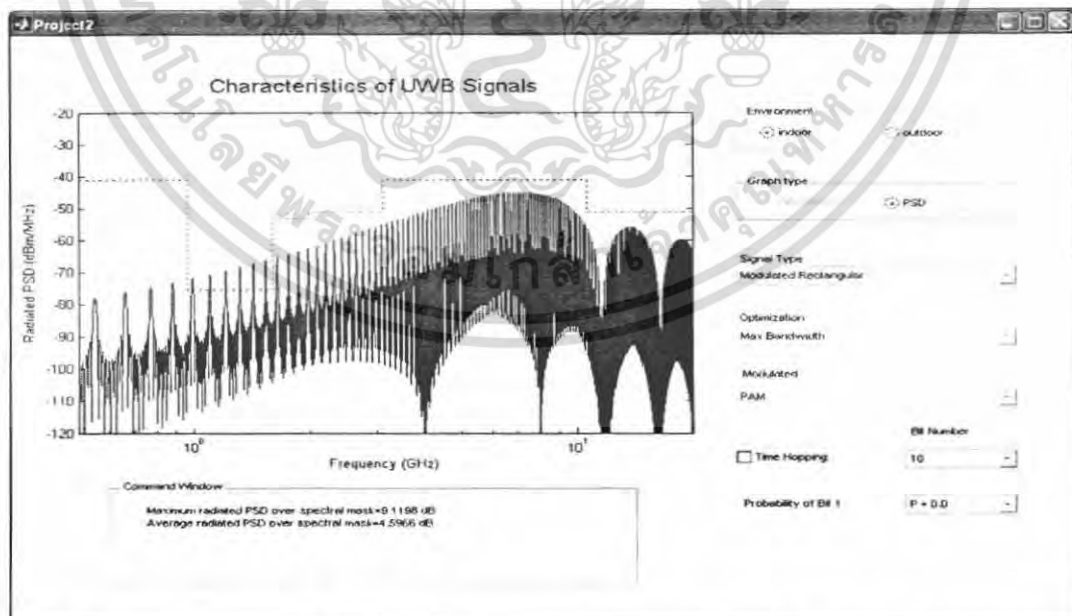 Project2
Characteristics of UWB Signals
-20
-30
-40
-50
-60
-70
-80
-90
-100
-110
-120
Radiated PSD (dBm/MHz)
10⁰
10¹
Frequency (GHz)
Command Window
Maximum radiated PSD over spectral mask=9.1198 dB
Average radiated PSD over spectral mask=4.5966 dB
Environment
indoor
outdoor
Graph type
PSD
Signal Type
Modulated Rectangular
Optimization
Max Bandwidth
Modulated
PAM
Bit Number
Time Hopping
10
Probability of Bit 1
P = 0.0